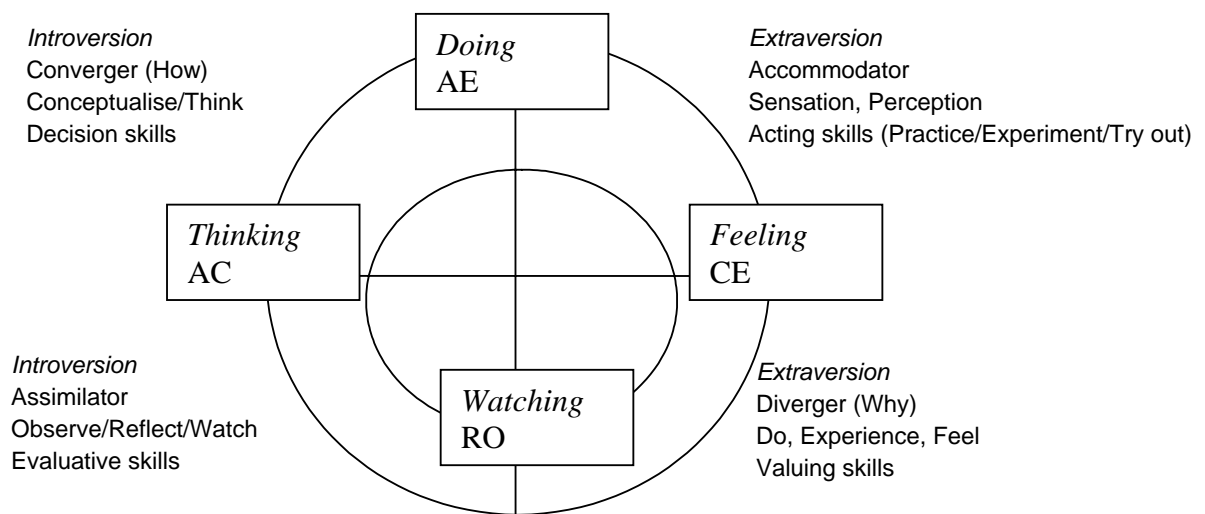 Introversion
Converger (How)
Conceptualise/Think
Decision skills
Doing
AE
Extraversion
Accommodator
Sensation, Perception
Acting skills (Practice/Experiment/Try out)
Thinking
AC
Feeling
CE
Introversion
Assimilator
Observe/Reflect/Watch
Evaluative skills
Watching
RO
Extraversion
Diverger (Why)
Do, Experience, Feel
Valuing skills